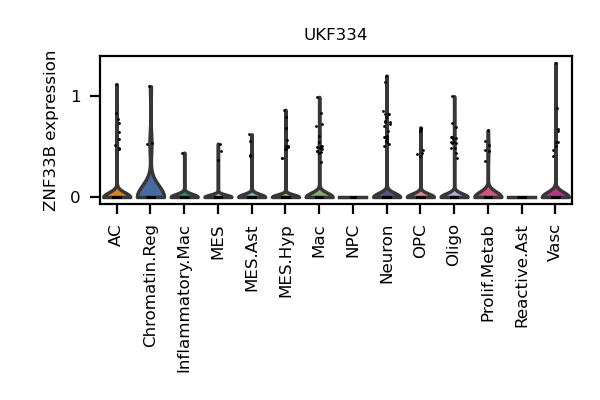 UKF334
ZNF33B expression
1
0
AC
Chromatin.Reg
Inflammatory.Mac
MES
MES.Ast
MES.Hyp
Mac
NPC
Neuron
OPC
Oligo
Prolif.Metab
Reactive.Ast
Vasc